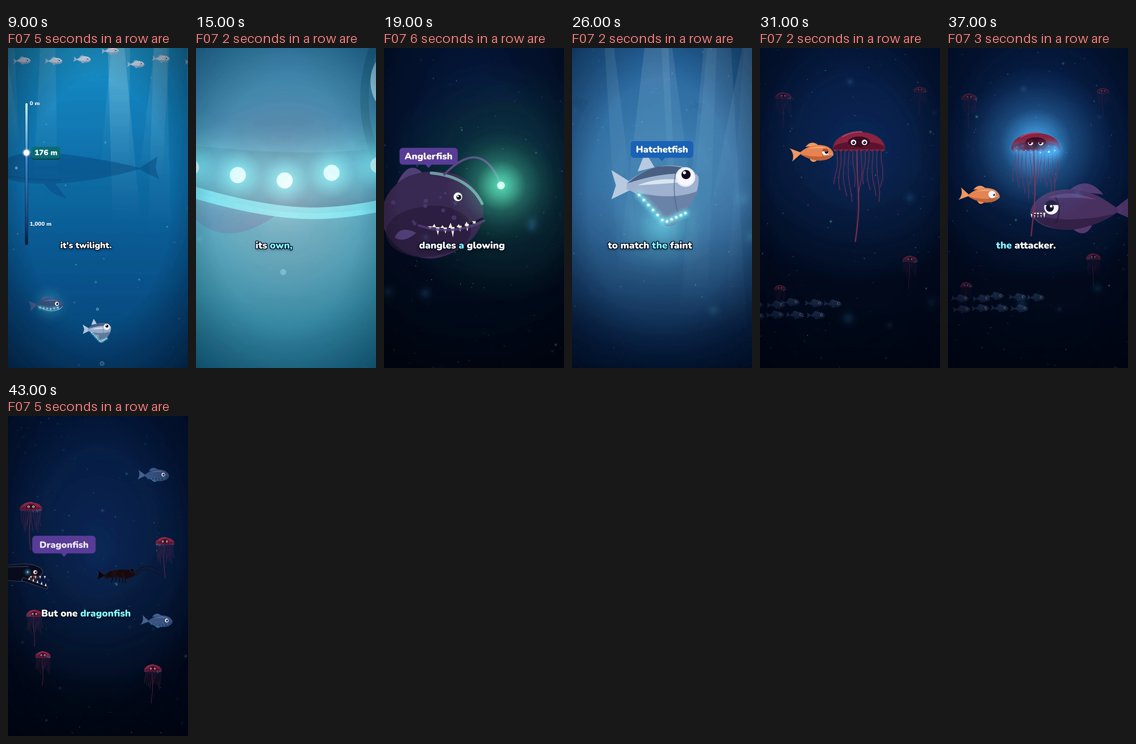 9.00 s
F07 5 seconds in a row are
0 m
176 m
1,000 m
it's twilight.
15.00 s
F07 2 seconds in a row are
its own,
19.00 s
F07 6 seconds in a row are
Anglerfish
dangles a glowing
26.00 s
F07 2 seconds in a row are
Hatchetfish
to match the faint
31.00 s
F07 2 seconds in a row are
37.00 s
F07 3 seconds in a row are
the attacker.
43.00 s
F07 5 seconds in a row are
Dragonfish
But one dragonfish